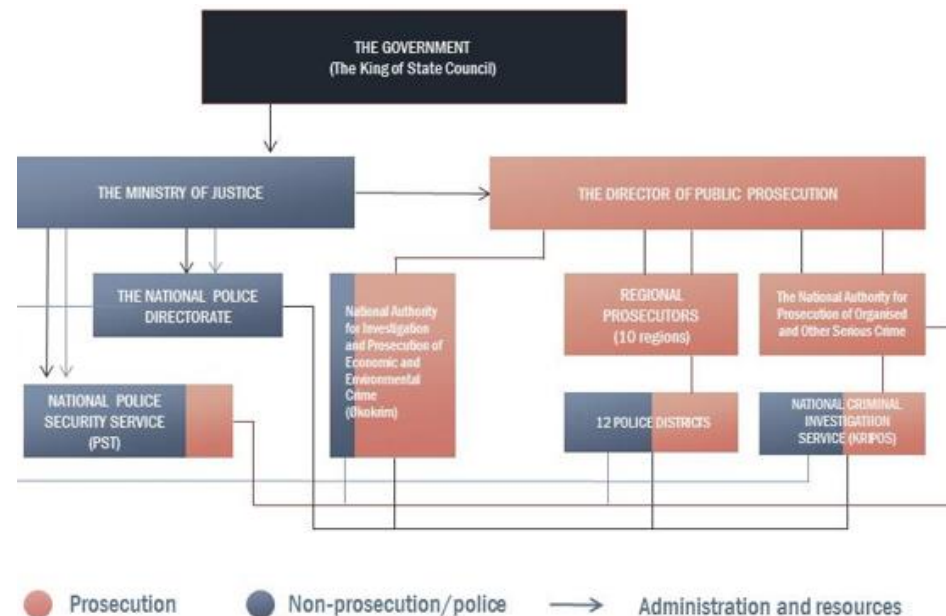 THE GOVERNMENT
(The King of State Council)
THE MINISTRY OF JUSTICE
THE DIRECTOR OF PUBLIC PROSECUTION
THE NATIONAL POLICE
DIRECTORATE
National Authority
for Investigation
and Prosecution of
Economic and
Environmental
Crime
(Økokrim)
REGIONAL
PROSECUTORS
(10 regions)
The National Authority for
Prosecution of Organised
and Other Serious Crime
NATIONAL POLICE
SECURITY SERVICE
(PST)
12 POLICE DISTRICTS
NATIONAL CRIMINAL
INVESTIGATIION
SERVICE (KRIPOS)
Prosecution
Non-prosecution/police
Administration and resources